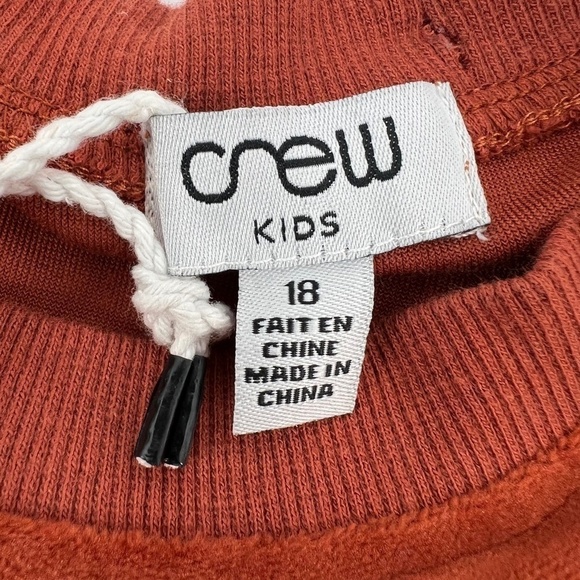 crew
KIDS
18
FAIT EN
CHINE
MADE IN
CHINA